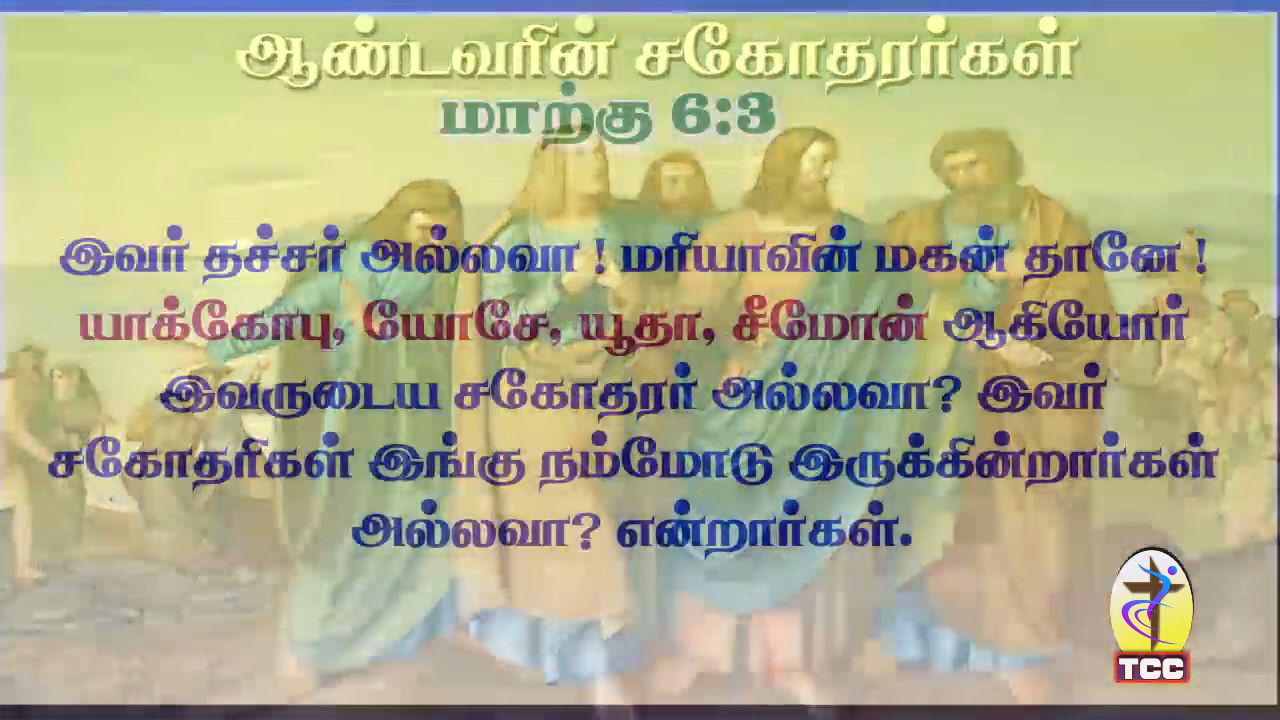 ஆண்டவரின் சகோதரர்கள்
மாற்கு 6:3
இவர் தச்சர் அல்லவா ! மரியாவின் மகன் தானே !
யாக்கோபு, யோசே, யூதா, சீமோன் ஆகியோர்
இவருடைய சகோதரர் அல்லவா? இவர்
சகோதரிகள் இங்கு நம்மோடு இருக்கின்றார்கள்
அல்லவா? என்றார்கள்.
TCC